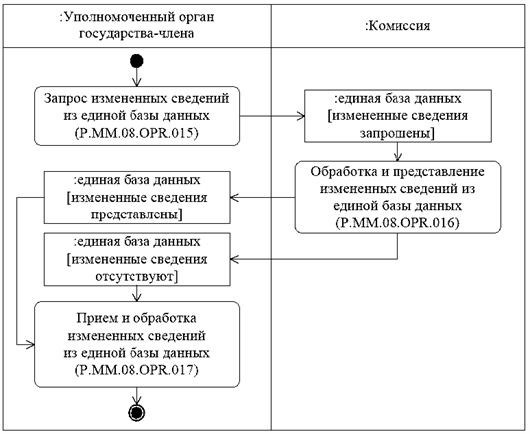 :Уполномоченный орган
государства-члена
:Комиссия
Запрос измененных сведений
из единой базы данных
(P.MM.08.OPR.015)
:единая база данных
[измененные сведения
запрошены]
Обработка и представление
измененных сведений из
единой базы данных
(P.MM.08.OPR.016)
:единая база данных
[измененные сведения
представлены]
:единая база данных
[измененные сведения
отсутствуют]
Прием и обработка
измененных сведений
из единой базы данных
(P.MM.08.OPR.017)